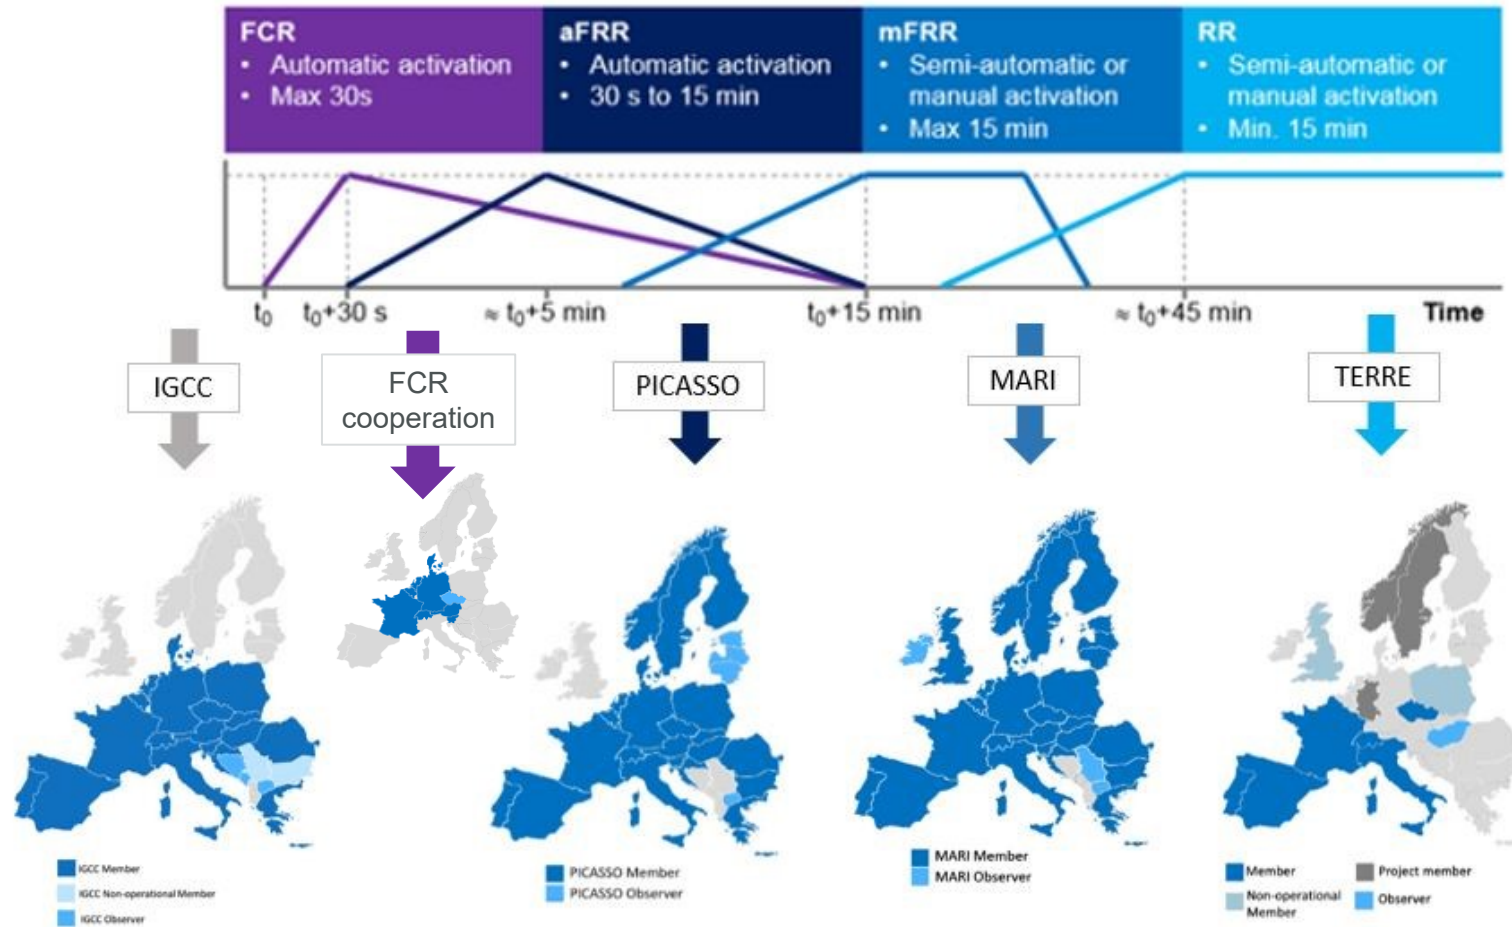 FCR
• Automatic activation
• Max 30s
aFRR
• Automatic activation
• 30 s to 15 min
mFRR
• Semi-automatic or
manual activation
• Max 15 min
RR
• Semi-automatic or
manual activation
• Min. 15 min
t0
t0+30 s
≈ t0+5 min
t0+15 min
≈ t0+45 min
Time
IGCC
FCR
cooperation
PICASSO
MARI
TERRE
IGCC Member
IGCC Non-operational Member
IGCC Observer
PICASSO Member
PICASSO Observer
MARI Member
MARI Observer
Member
Non-operational
Member
Project member
Observer